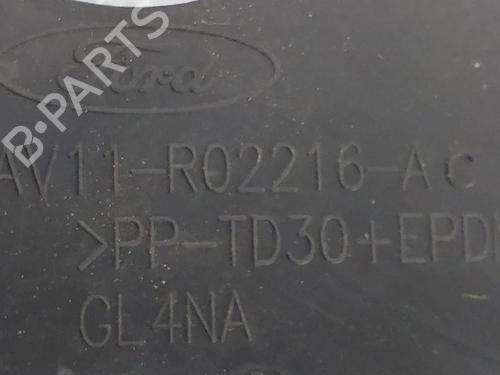 Ford
B-PARTS
AV11-R02216-AC
>PP-TD30+EPD
GL4NA